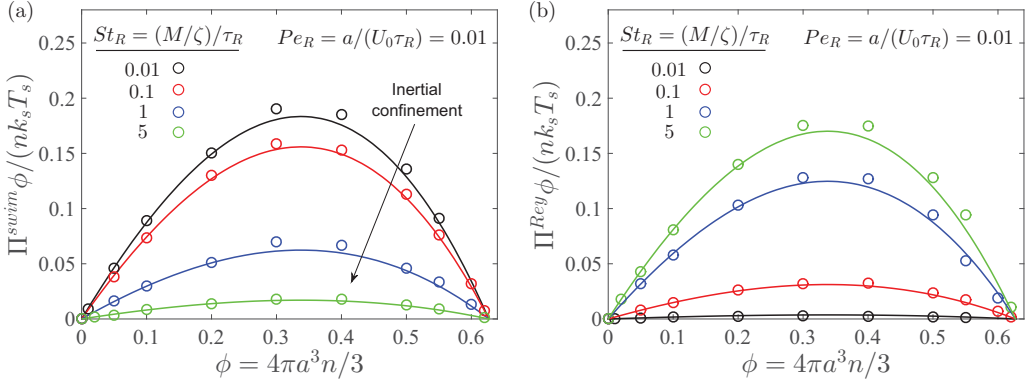 (a)
St_R = (M/ζ)/τ_R
Pe_R = a/(U_0τ_R) = 0.01
0.01
0.1
1
5
Inertial
confinement
Π^{swim}ϕ/(nk_sT_s)
0.25
0.2
0.15
0.1
0.05
0
0 0.1 0.2 0.3 0.4 0.5 0.6
ϕ = 4πa^3n/3
(b)
St_R = (M/ζ)/τ_R
Pe_R = a/(U_0τ_R) = 0.01
0.01
0.1
1
5
Π^{Rey}ϕ/(nk_sT_s)
0.25
0.2
0.15
0.1
0.05
0
0 0.1 0.2 0.3 0.4 0.5 0.6
ϕ = 4πa^3n/3